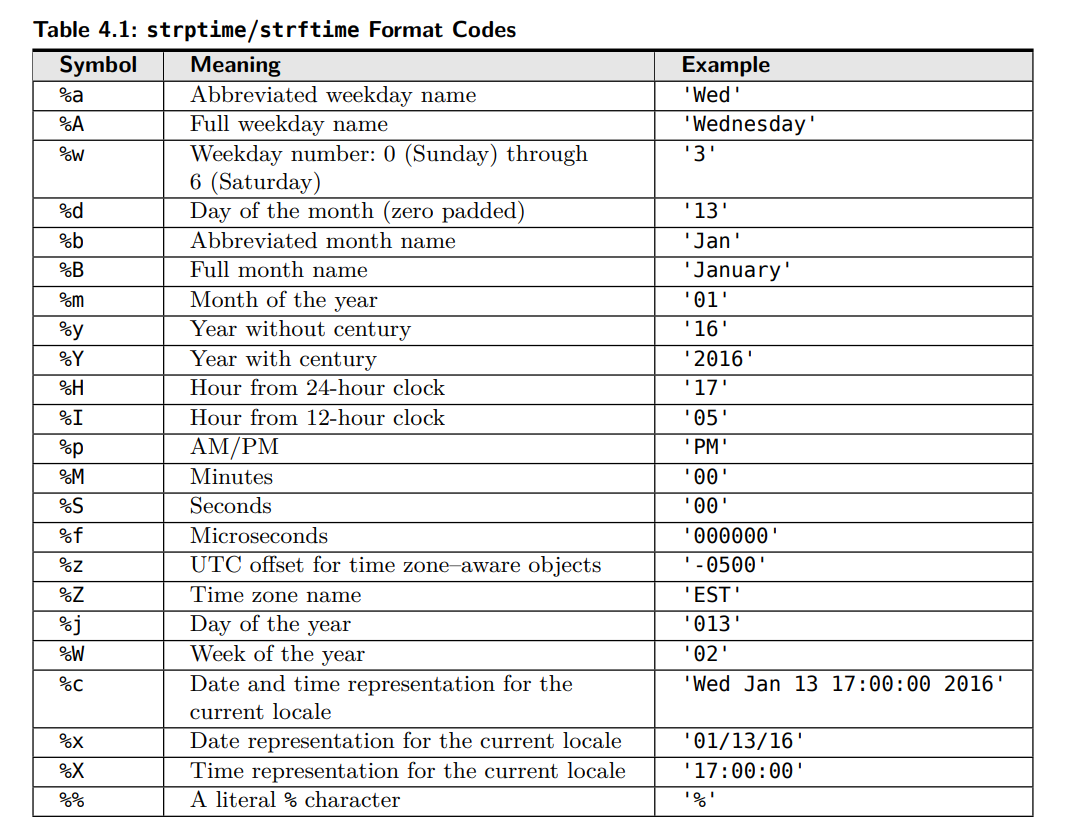 Table 4.1: strptime/strftime Format Codes
Symbol Meaning Example
%a Abbreviated weekday name 'Wed'
%A Full weekday name 'Wednesday'
%w Weekday number: 0 (Sunday) through '3'
6 (Saturday)
%d Day of the month (zero padded) '13'
%b Abbreviated month name 'Jan'
%B Full month name 'January'
%m Month of the year '01'
%y Year without century '16'
%Y Year with century '2016'
%H Hour from 24-hour clock '17'
%I Hour from 12-hour clock '05'
%p AM/PM 'PM'
%M Minutes '00'
%S Seconds '00'
%f Microseconds '000000'
%z UTC offset for time zone–aware objects '-0500'
%Z Time zone name 'EST'
%j Day of the year '013'
%W Week of the year '02'
%c Date and time representation for the 'Wed Jan 13 17:00:00 2016'
current locale
%x Date representation for the current locale '01/13/16'
%X Time representation for the current locale '17:00:00'
%% A literal % character '%'